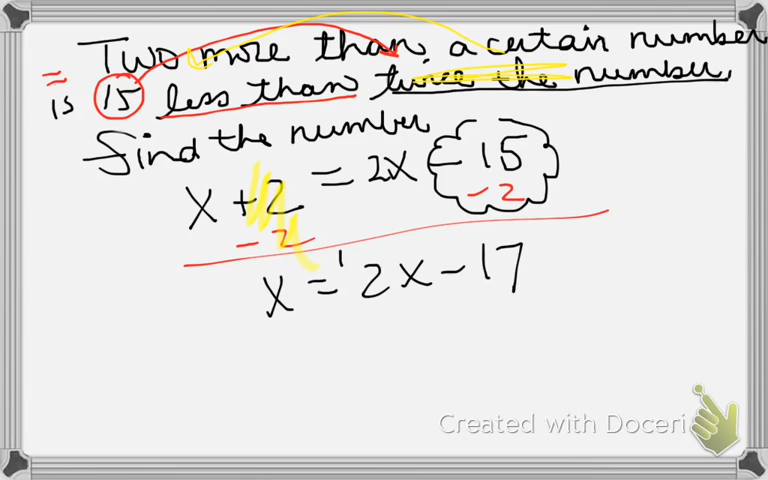 Two more than a certain number
= is 15 less than twice the number.
Find the number
x + 2 = 2x - 15
- 2 - 2
x = 2x - 17
Created with Doceri